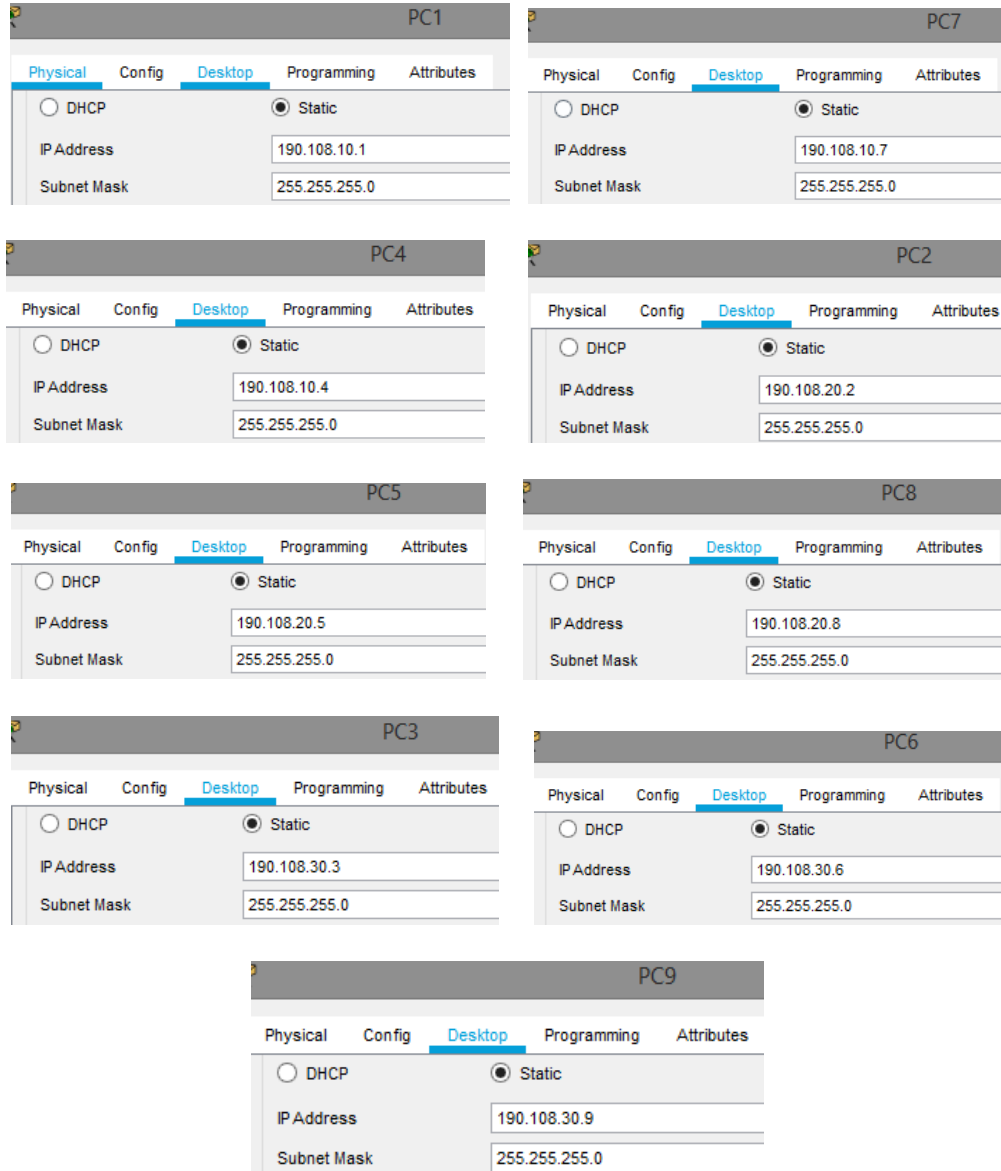 PC1
Physical Config Desktop Programming Attributes
DHCP Static
IP Address 190.108.10.1
Subnet Mask 255.255.255.0
PC7
Physical Config Desktop Programming Attributes
DHCP Static
IP Address 190.108.10.7
Subnet Mask 255.255.255.0
PC4
Physical Config Desktop Programming Attributes
DHCP Static
IP Address 190.108.10.4
Subnet Mask 255.255.255.0
PC2
Physical Config Desktop Programming Attributes
DHCP Static
IP Address 190.108.20.2
Subnet Mask 255.255.255.0
PC5
Physical Config Desktop Programming Attributes
DHCP Static
IP Address 190.108.20.5
Subnet Mask 255.255.255.0
PC8
Physical Config Desktop Programming Attributes
DHCP Static
IP Address 190.108.20.8
Subnet Mask 255.255.255.0
PC3
Physical Config Desktop Programming Attributes
DHCP Static
IP Address 190.108.30.3
Subnet Mask 255.255.255.0
PC6
Physical Config Desktop Programming Attributes
DHCP Static
IP Address 190.108.30.6
Subnet Mask 255.255.255.0
PC9
Physical Config Desktop Programming Attributes
DHCP Static
IP Address 190.108.30.9
Subnet Mask 255.255.255.0